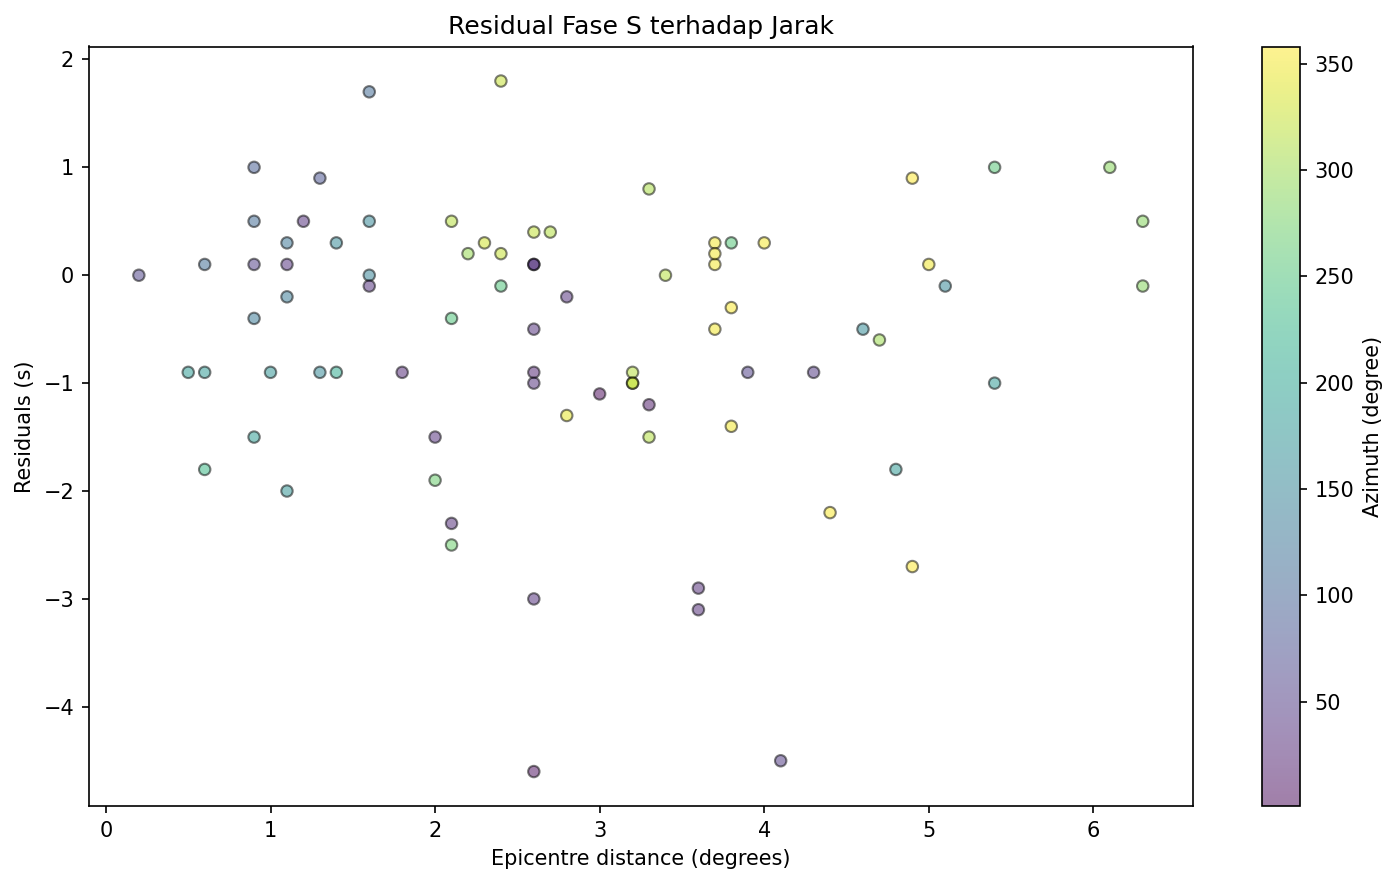 Residual Fase S terhadap Jarak
2
1
0
−1
−2
−3
−4
Residuals (s)
0 1 2 3 4 5 6
Epicentre distance (degrees)
350
300
250
200
150
100
50
Azimuth (degree)